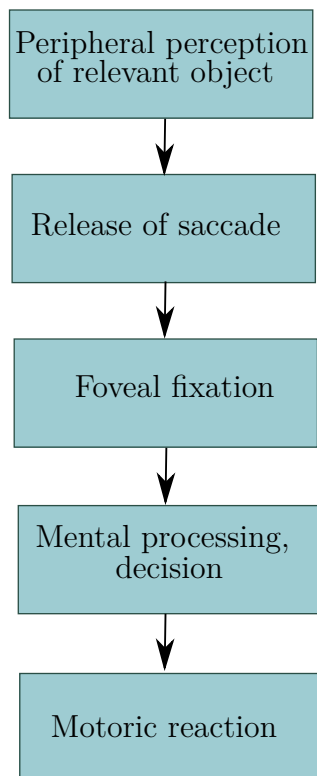 Peripheral perception
of relevant object
Release of saccade
Foveal fixation
Mental processing,
decision
Motoric reaction